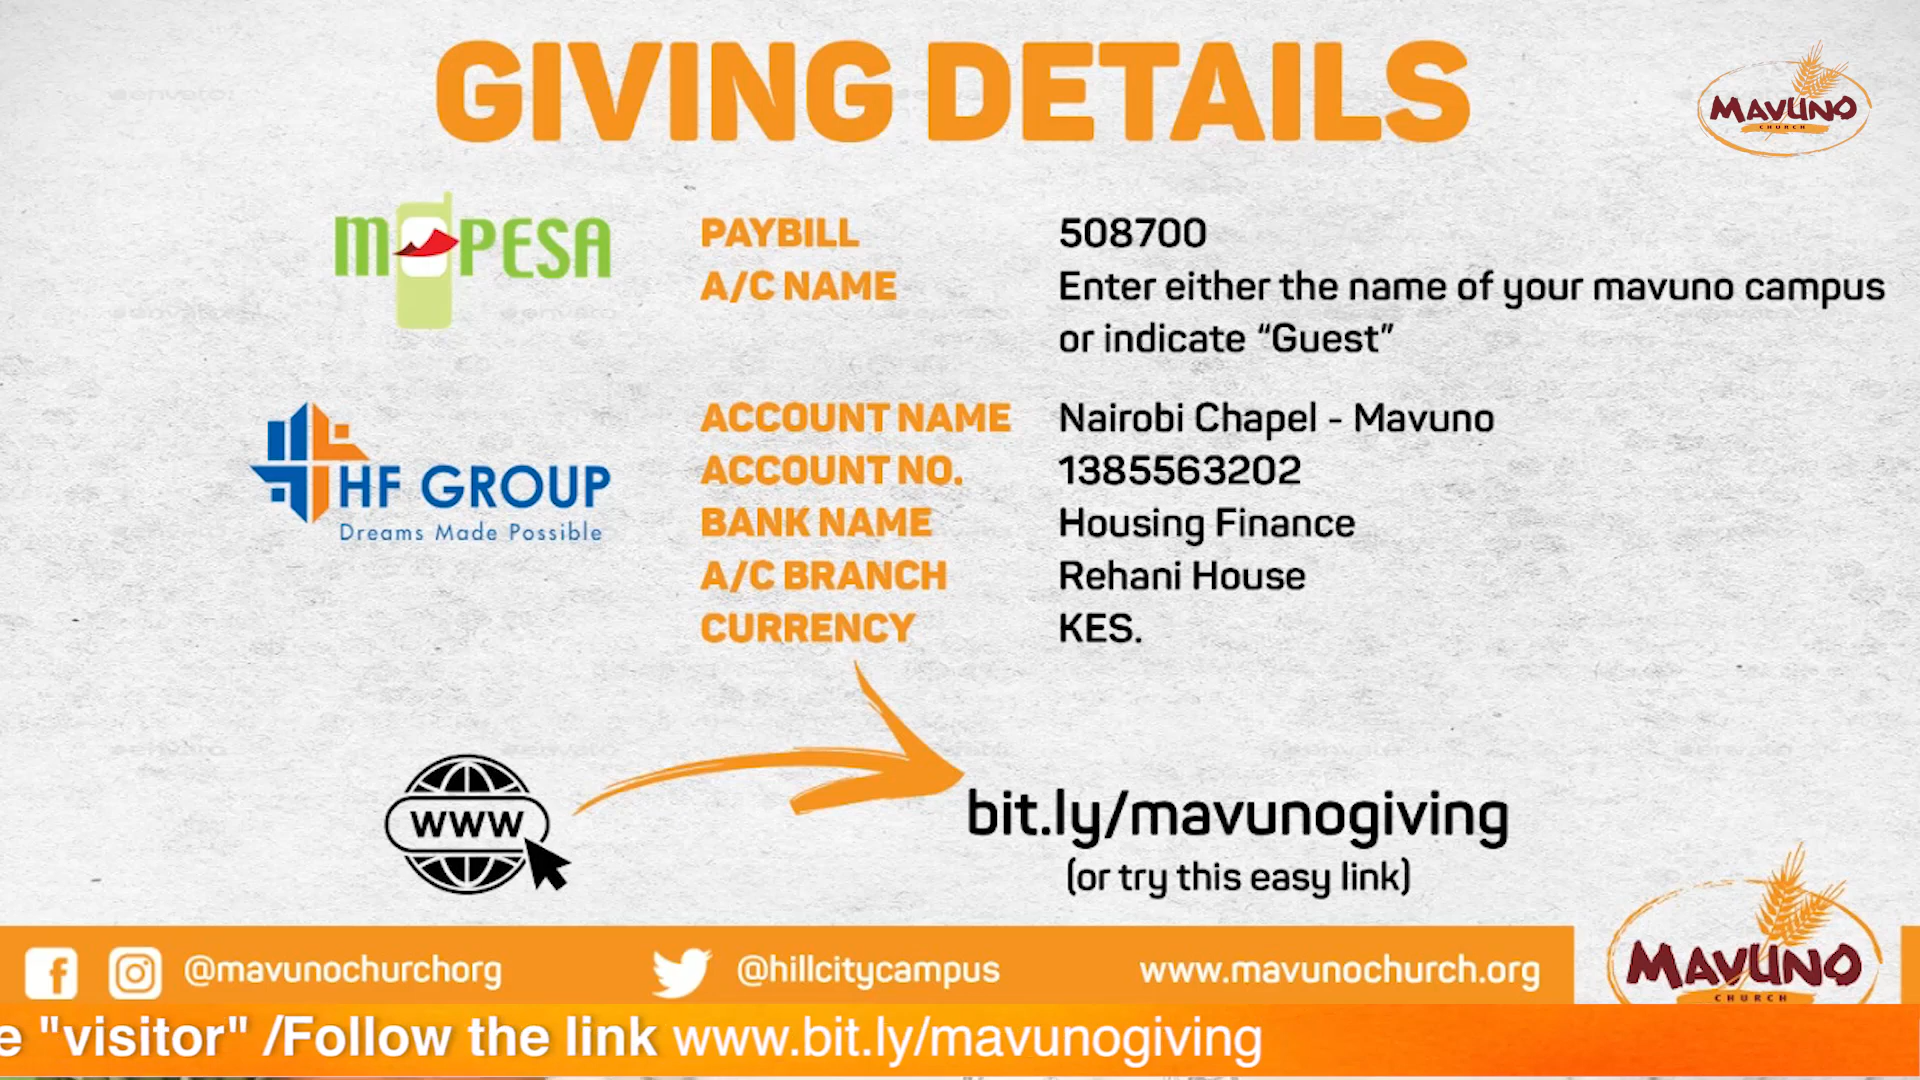 GIVING DETAILS
MAVUNO
CHURCH
M-PESA
PAYBILL 508700
A/C NAME Enter either the name of your mavuno campus
or indicate “Guest”
HF GROUP
Dreams Made Possible
ACCOUNT NAME Nairobi Chapel - Mavuno
ACCOUNT NO. 1385563202
BANK NAME Housing Finance
A/C BRANCH Rehani House
CURRENCY KES.
WWW
bit.ly/mavunogiving
(or try this easy link)
@mavunochurchorg @hillcitycampus www.mavunochurch.org
MAVUNO
CHURCH
e "visitor" /Follow the link www.bit.ly/mavunogiving